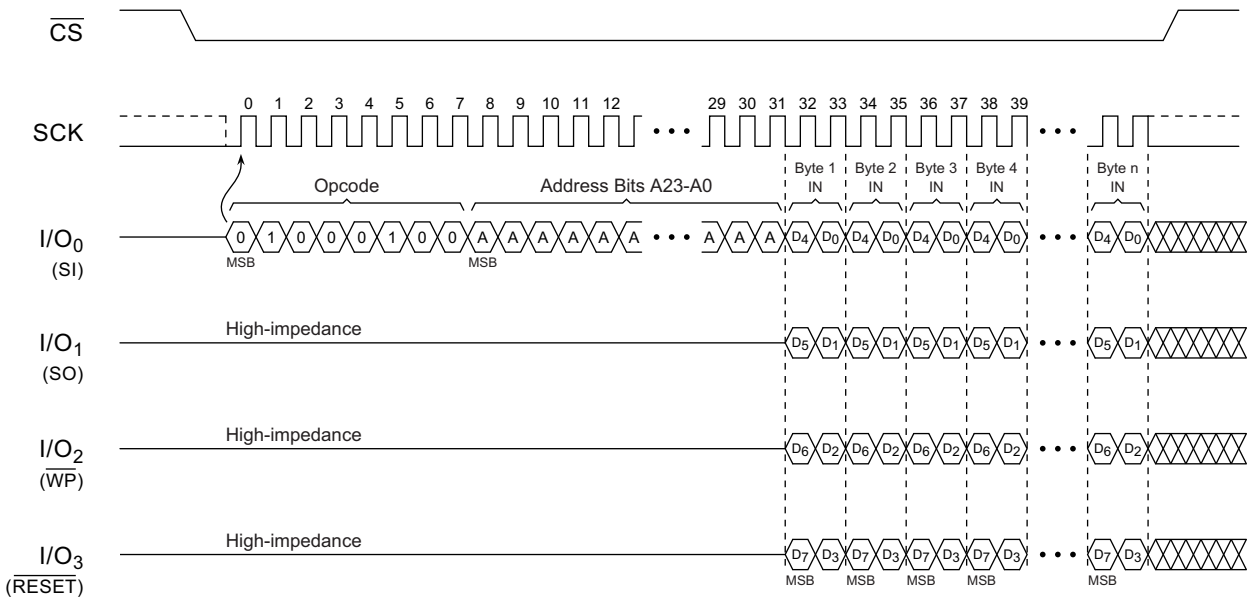 CS
0 1 2 3 4 5 6 7 8 9 10 11 12 29 30 31 32 33 34 35 36 37 38 39
SCK
Opcode
Address Bits A23-A0
Byte 1 IN
Byte 2 IN
Byte 3 IN
Byte 4 IN
Byte n IN
I/O0
(SI)
0 1 0 0 0 1 0 0 A A A A A A A A A D4 D0 D4 D0 D4 D0 D4 D0 D4 D0
MSB MSB
High-impedance
I/O1
(SO)
D5 D1 D5 D1 D5 D1 D5 D1 D5 D1
High-impedance
I/O2
(WP)
D6 D2 D6 D2 D6 D2 D6 D2 D6 D2
High-impedance
I/O3
(RESET)
D7 D3 D7 D3 D7 D3 D7 D3 D7 D3
MSB MSB MSB MSB MSB